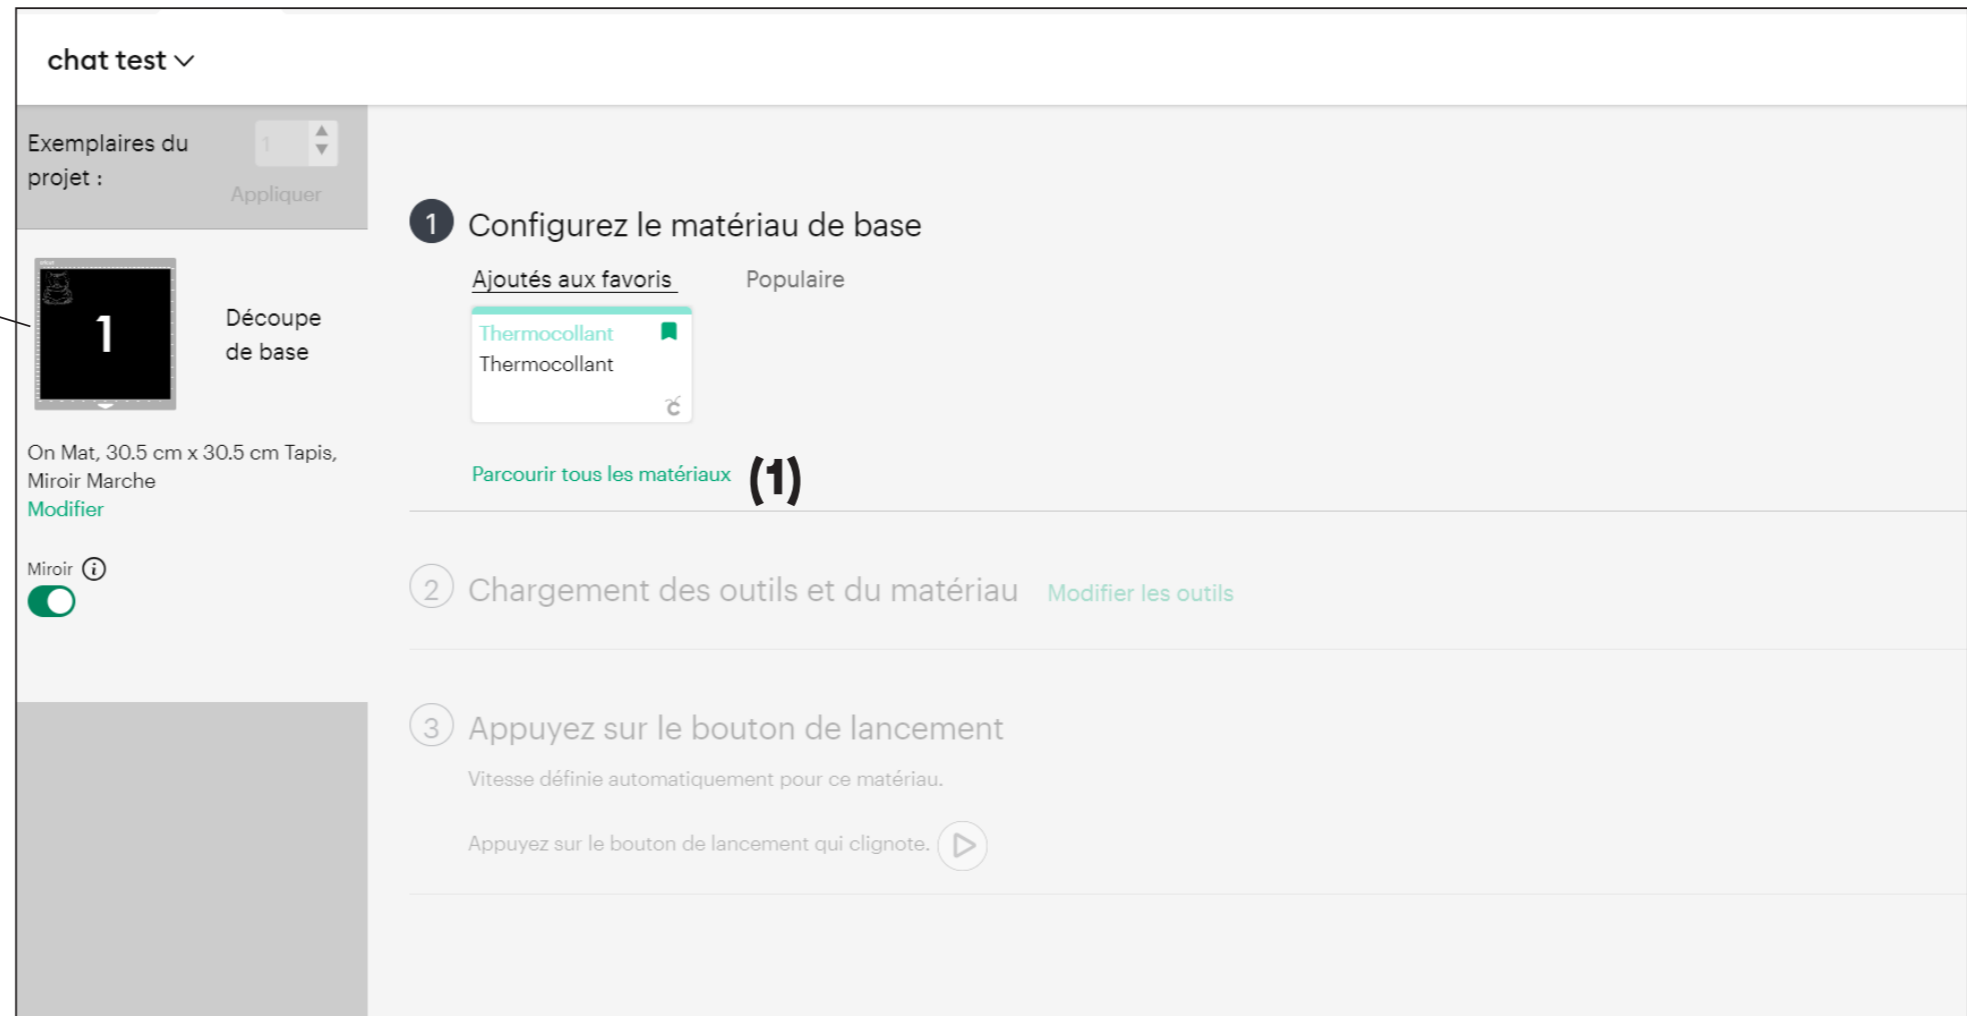 chat test
Exemplaires du
projet :
1
Appliquer
1
Découpe
de base
On Mat, 30.5 cm x 30.5 cm Tapis,
Miroir Marche
Modifier
Miroir
1 Configurez le matériau de base
Ajoutés aux favoris Populaire
Thermocollant
Thermocollant
Parcourir tous les matériaux (1)
2 Chargement des outils et du matériau Modifier les outils
3 Appuyez sur le bouton de lancement
Vitesse définie automatiquement pour ce matériau.
Appuyez sur le bouton de lancement qui clignote.